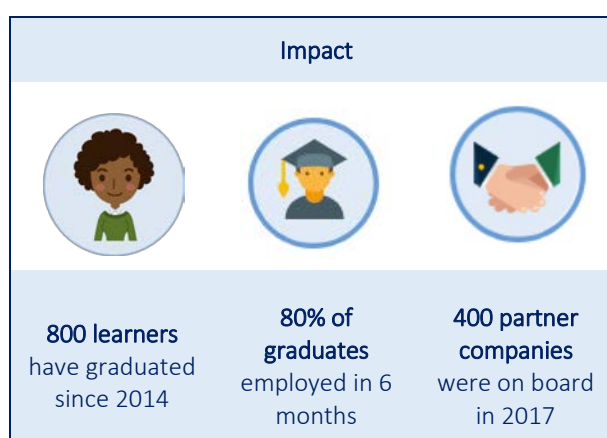 Impact
800 learners
have graduated
since 2014
80% of
graduates
employed in 6
months
400 partner
companies
were on board
in 2017